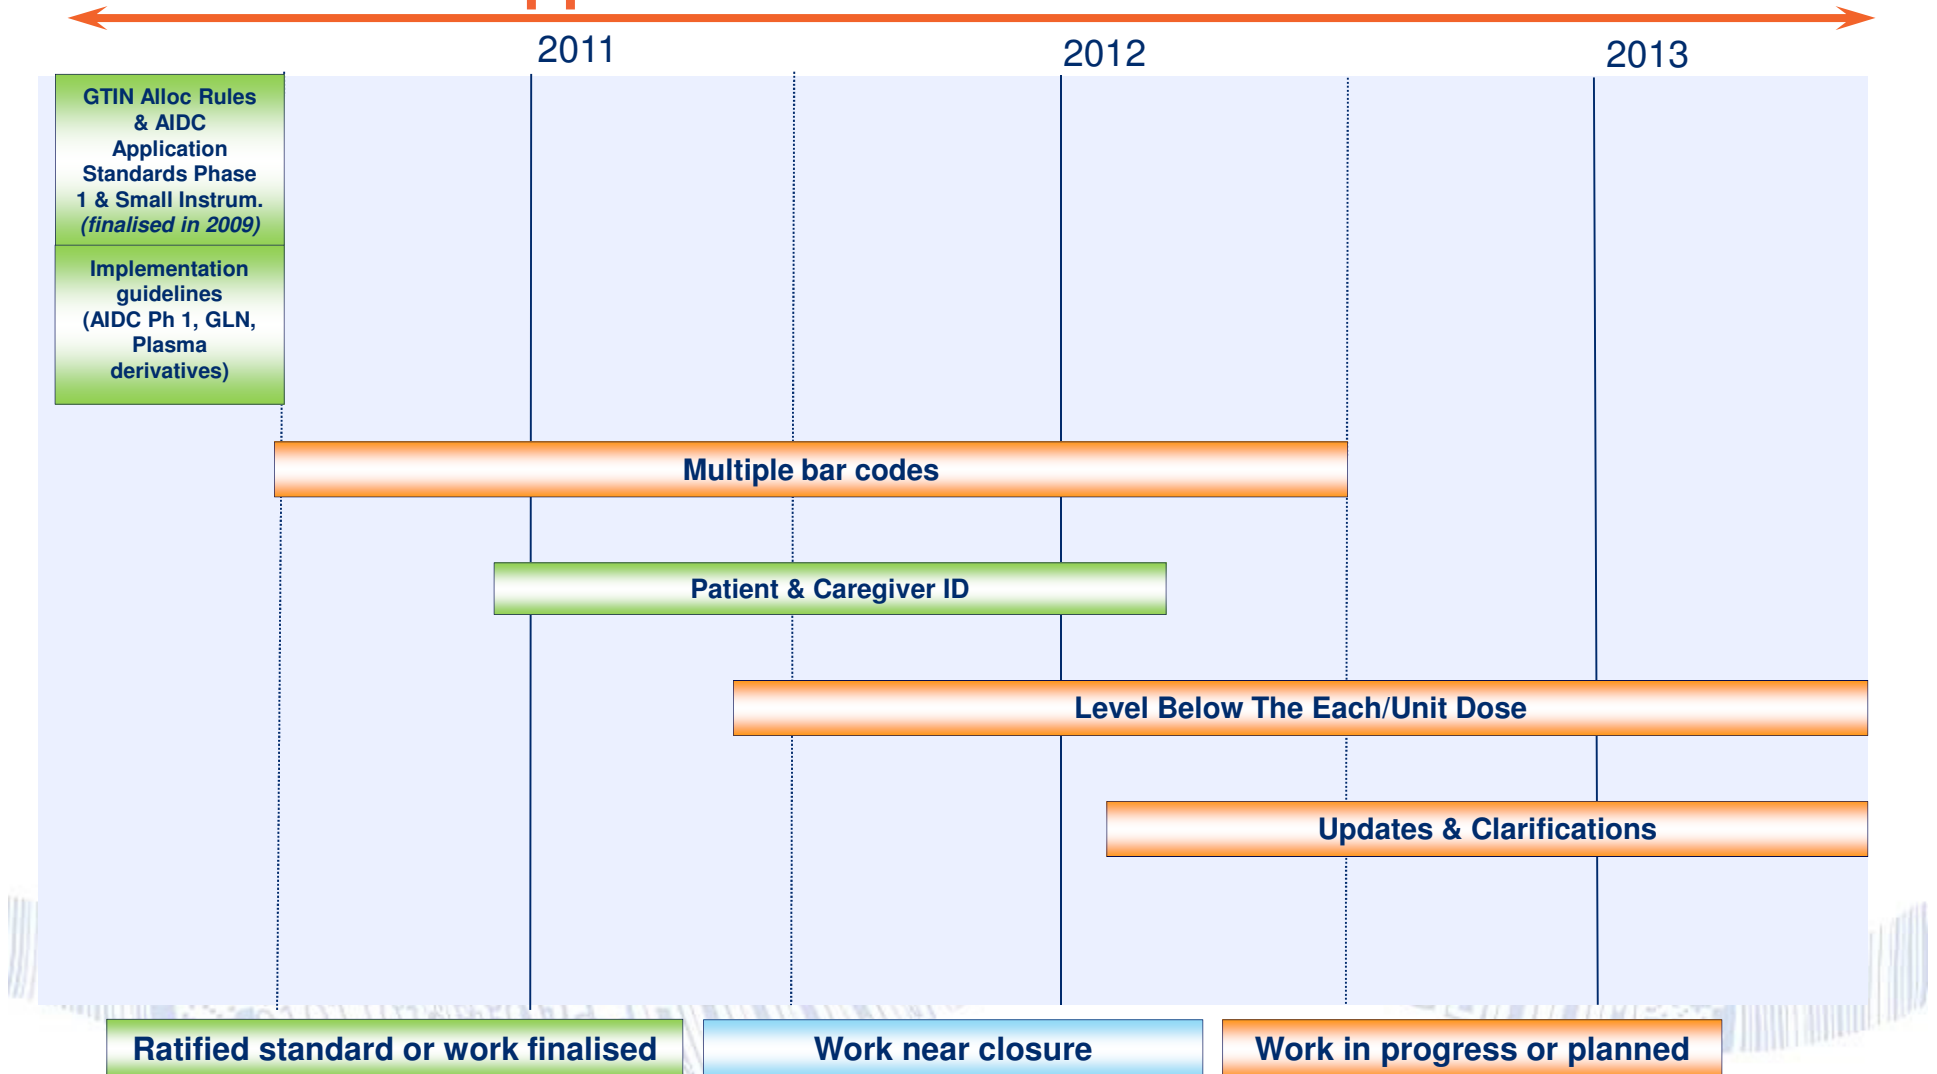 2011
2012
2013
GTIN Alloc Rules
& AIDC
Application
Standards Phase
1 & Small Instrum.
(finalised in 2009)
Implementation
guidelines
(AIDC Ph 1, GLN,
Plasma
derivatives)
Multiple bar codes
Patient & Caregiver ID
Level Below The Each/Unit Dose
Updates & Clarifications
Ratified standard or work finalised
Work near closure
Work in progress or planned